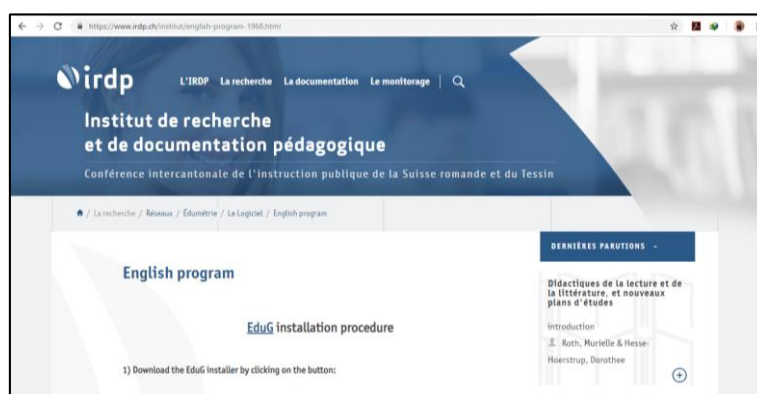 https://www.irdp.ch/institut/english-program-1968.html
irdp
L'IRDP La recherche La documentation Le monitorage
Institut de recherche
et de documentation pédagogique
Conférence intercantonale de l'instruction publique de la Suisse romande et du Tessin
/ La recherche / Réseaux / Édumétrie / Le Logiciel / English program
English program
EduG installation procedure
1) Download the EduG installer by clicking on the button:
DERNIÈRES PARUTIONS -
Didactiques de la lecture et de
la littérature, et nouveaux
plans d'études
introduction
Roth, Murielle & Hesse-
Hoerstrup, Dorothee